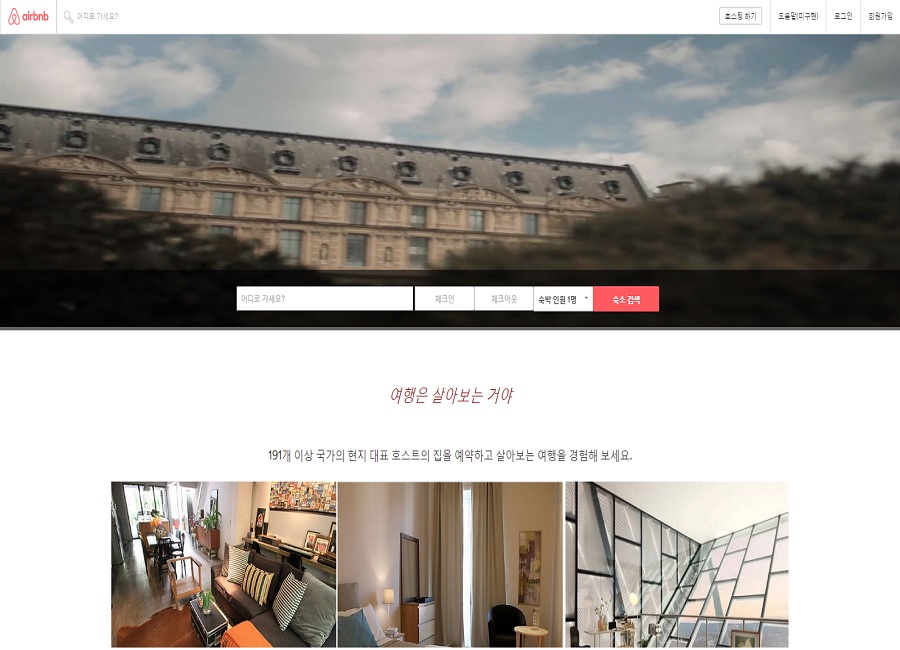 airbnb
어디로 가세요?
호스팅 하기
도움말(미구현)
로그인
회원가입
어디로 가세요?
체크인
체크아웃
숙박 인원 1명
숙소 검색
여행은 살아보는 거야
191개 이상 국가의 현지 대표 호스트의 집을 예약하고 살아보는 여행을 경험해 보세요.